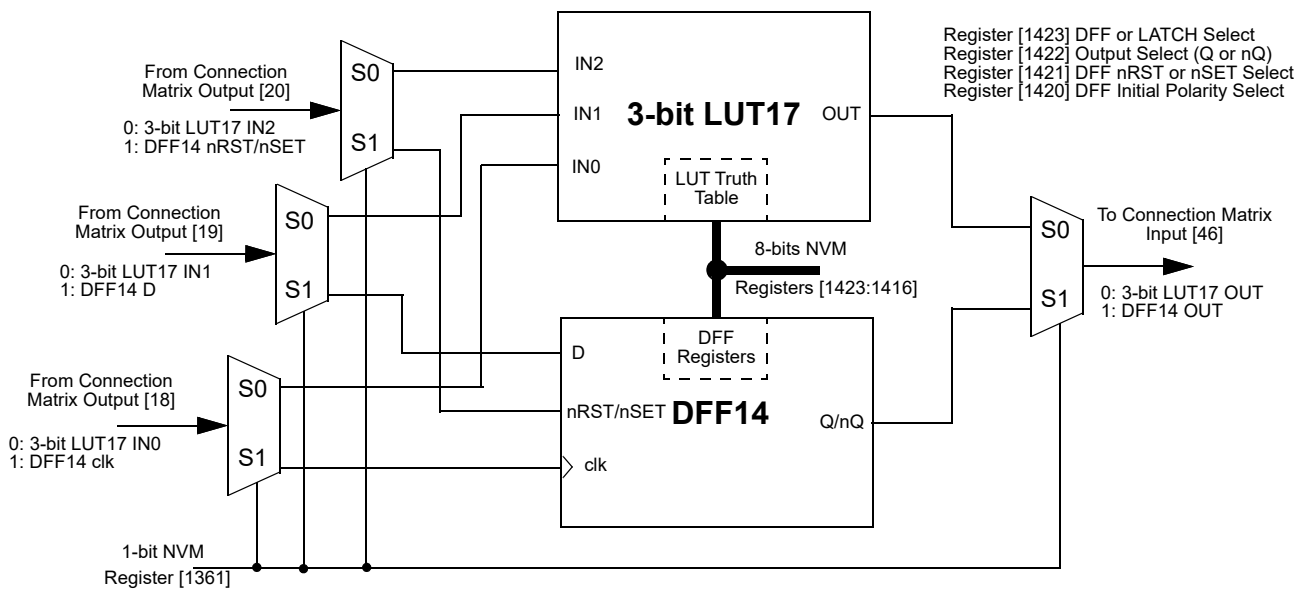 Register [1423] DFF or LATCH Select
Register [1422] Output Select (Q or nQ)
Register [1421] DFF nRST or nSET Select
Register [1420] DFF Initial Polarity Select
From Connection
Matrix Output [20]
0: 3-bit LUT17 IN2
1: DFF14 nRST/nSET
S0
S1
IN2
IN1
IN0
3-bit LUT17
OUT
LUT Truth
Table
From Connection
Matrix Output [19]
0: 3-bit LUT17 IN1
1: DFF14 D
S0
S1
8-bits NVM
Registers [1423:1416]
S0
S1
To Connection Matrix
Input [46]
0: 3-bit LUT17 OUT
1: DFF14 OUT
From Connection
Matrix Output [18]
0: 3-bit LUT17 IN0
1: DFF14 clk
S0
S1
D
nRST/nSET
clk
DFF
Registers
DFF14
Q/nQ
1-bit NVM
Register [1361]